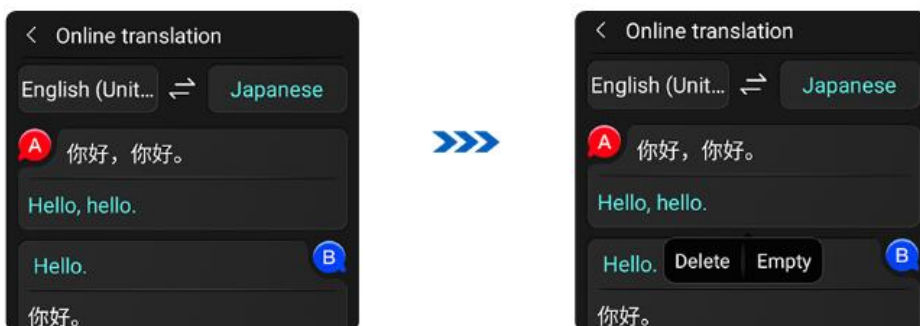 < Online translation
English (Unit... ⇌ Japanese
A 你好，你好。
Hello, hello.
Hello. B
你好。
< Online translation
English (Unit... ⇌ Japanese
A 你好，你好。
Hello, hello.
Hello. Delete Empty B
你好。